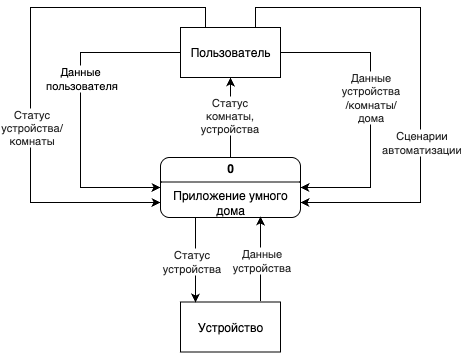 Пользователь
Данные
пользователя
Данные
устройства
/комнаты/
дома
Статус
комнаты,
устройства
Статус
устройства/
комнаты
Сценарии
автоматизации
0
Приложение умного
дома
Статус
устройства
Данные
устройства
Устройство